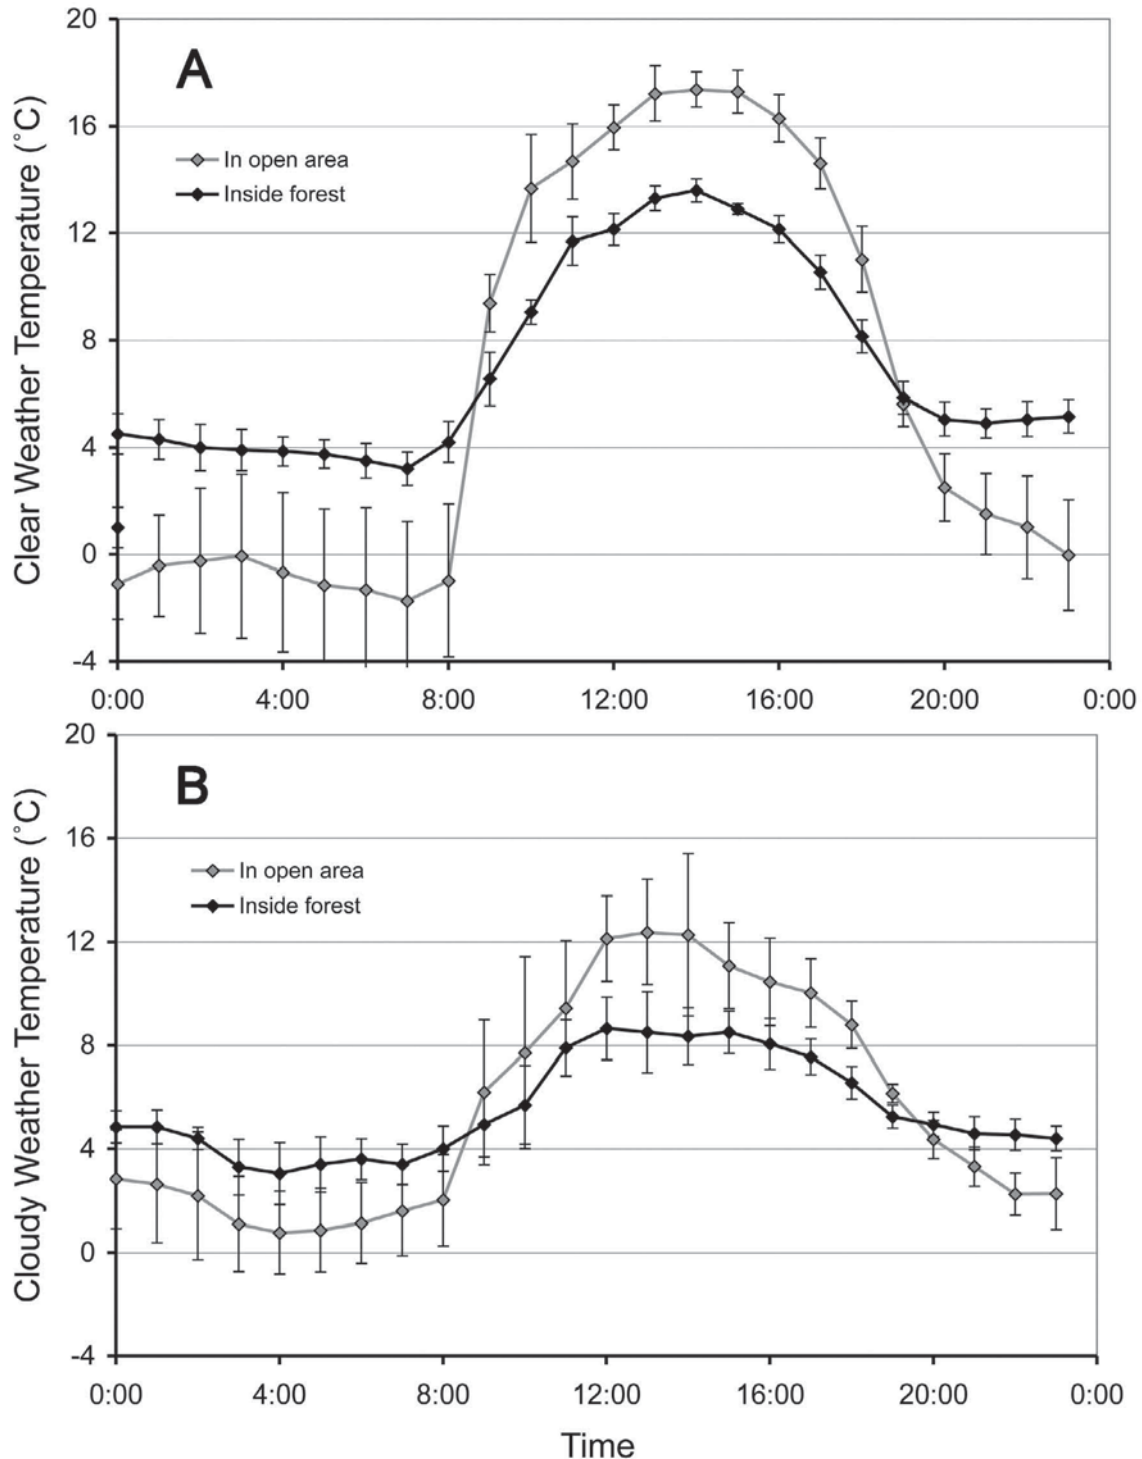 20
16
12
8
4
0
-4
Clear Weather Temperature (˚C)
A
In open area
Inside forest
0:00 4:00 8:00 12:00 16:00 20:00 0:00
20
16
12
8
4
0
-4
Cloudy Weather Temperature (˚C)
B
In open area
Inside forest
0:00 4:00 8:00 12:00 16:00 20:00 0:00
Time